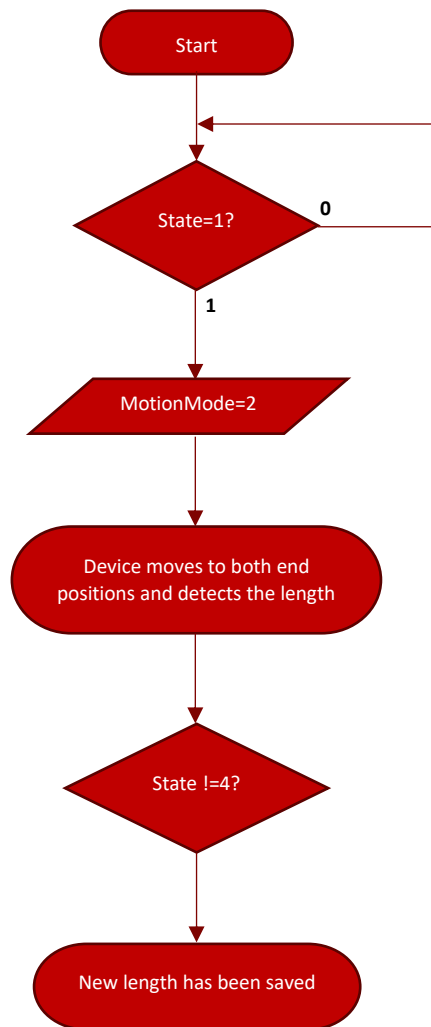 Start
State=1?
0
1
MotionMode=2
Device moves to both end
positions and detects the length
State !=4?
New length has been saved